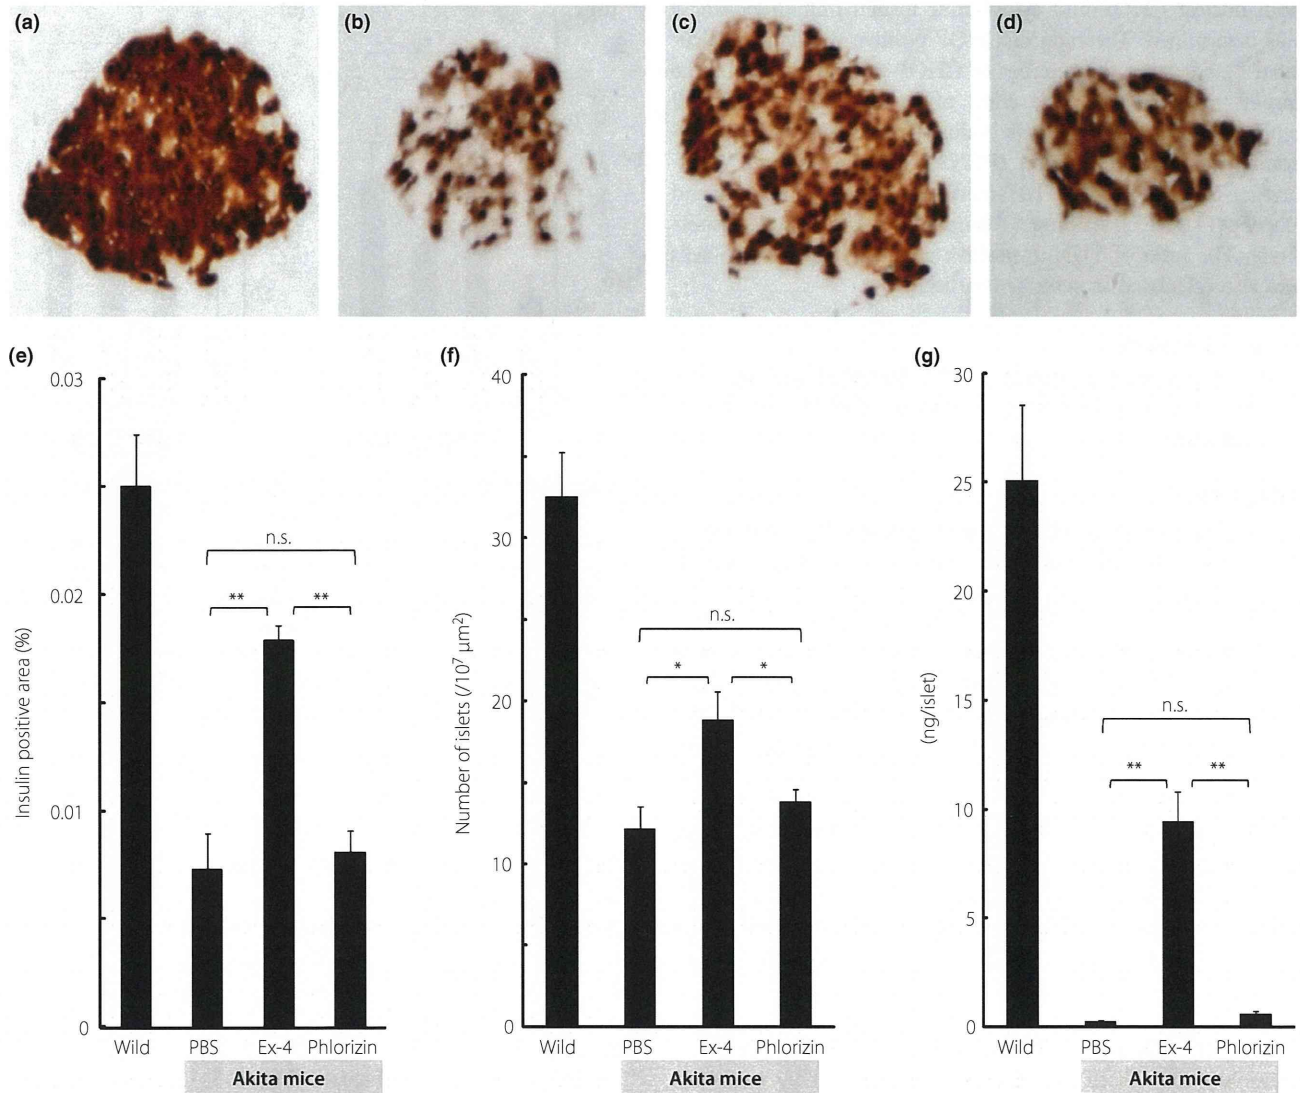 (a) (b) (c) (d)
(e) (f) (g)
0.03
0.02
0.01
0
Insulin positive area (%)
n.s.
** **
Wild PBS Ex-4 Phlorizin
Akita mice
40
30
20
10
0
Number of islets (/10⁷ µm²)
n.s.
* *
Wild PBS Ex-4 Phlorizin
Akita mice
30
25
20
15
10
5
0
(ng/islet)
n.s.
** **
Wild PBS Ex-4 Phlorizin
Akita mice